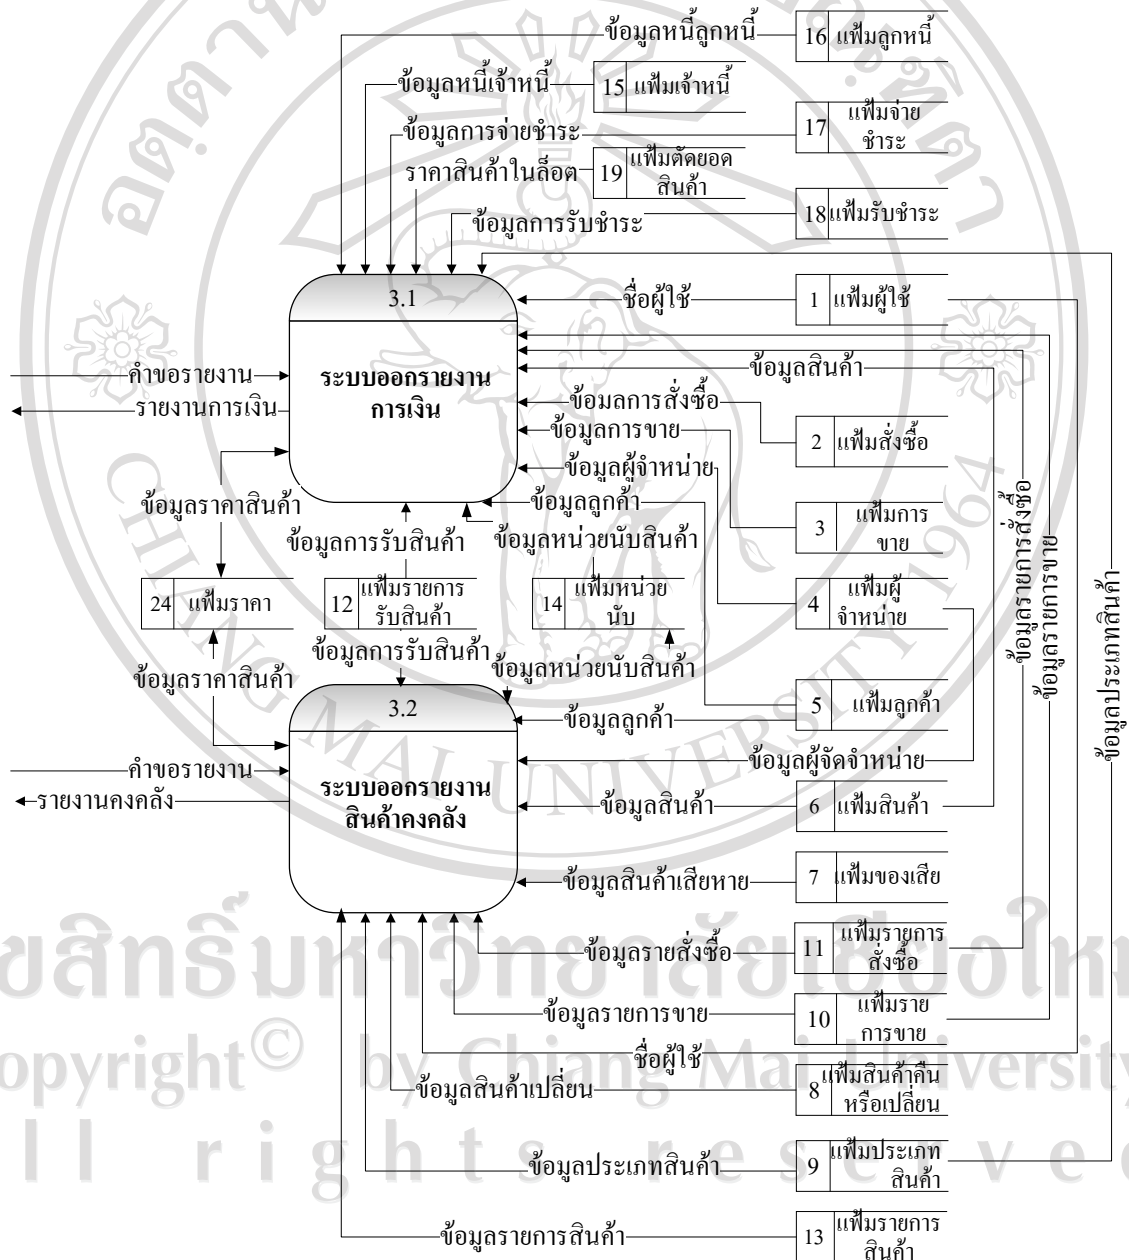 ข้อมูลหนี้ลูกหนี้
16 แฟ้มลูกหนี้
ข้อมูลหนี้เจ้าหนี้
15 แฟ้มเจ้าหนี้
ข้อมูลการจ่ายชำระ
17 แฟ้มจ่าย
ชำระ
ราคาสินค้าในล็อต
19 แฟ้มตัดยอด
สินค้า
ข้อมูลการรับชำระ
18 แฟ้มรับชำระ
3.1
ระบบออกรายงาน
การเงิน
ชื่อผู้ใช้
1 แฟ้มผู้ใช้
คำขอรายงาน
รายงานการเงิน
ข้อมูลสินค้า
ข้อมลการสั่งซื้อ
2 แฟ้มสั่งซื้อ
ข้อมูลการขาย
3 แฟ้มการ
ขาย
ข้อมูลผู้จำหน่าย
4 แฟ้มผู้
จำหน่าย
ข้อมูลลูกค้า
ข้อมูลราคาสินค้า
ข้อมูลการรับสินค้า
ข้อมูลหน่วยนับสินค้า
24 แฟ้มราคา
12 แฟ้มรายการ
รับสินค้า
14 แฟ้มหน่วย
นับ
ข้อมูลรายการสั่งซื้อ
ข้อมูลรายการขาย
ข้อมูลประเภทสินค้า
ข้อมูลราคาสินค้า
ข้อมูลการรับสินค้า
ข้อมูลหน่วยนับสินค้า
5 แฟ้มลูกค้า
ข้อมูลลูกค้า
3.2
ระบบออกรายงาน
สินค้าคงคลัง
คำขอรายงาน
รายงานคงคลัง
ข้อมูลผู้จัดจำหน่าย
ข้อมูลสินค้า
6 แฟ้มสินค้า
ข้อมูลสินค้าเสียหาย
7 แฟ้มของเสีย
ข้อมูลรายสั่งซื้อ
11 แฟ้มรายการ
สั่งซื้อ
ข้อมูลรายการขาย
10 แฟ้มราย
การขาย
ชื่อผู้ใช้
ข้อมูลสินค้าเปลี่ยน
8 แฟ้มสินค้าคืน
หรือเปลี่ยน
ข้อมูลประเภทสินค้า
9 แฟ้มประเภท
สินค้า
ข้อมูลรายการสินค้า
13 แฟ้มรายการ
สินค้า
CHIANG MAI UNIVERSITY 1964
opyright© by Chiang Mai University
ll rights reserve